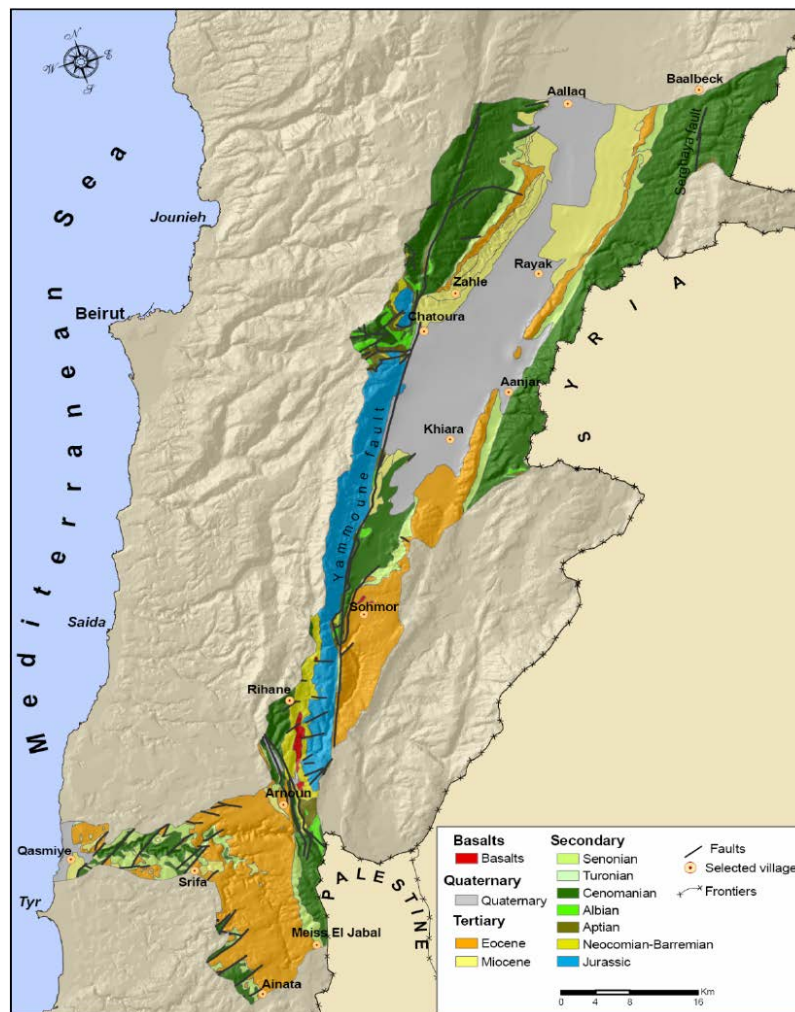 N
W
E
S
Baalbeck
Aallaq
Sergbaya fault
Mediterranean Sea
Jounieh
Rayak
Zahle
SYRIA
Beirut
Chatoura
Aanjar
Khiara
Yammoune fault
Sohmor
Saida
Rihane
Arnoun
Qasmiye
Srifa
PALESTINE
Tyr
Meiss El Jabal
Ainata
Basalts
Basalts
Quaternary
Quaternary
Tertiary
Eocene
Miocene
Secondary
Senonian
Turonian
Cenomanian
Albian
Aptian
Neocomian-Barremian
Jurassic
Faults
Selected village
Frontiers
0 4 8 16 Km